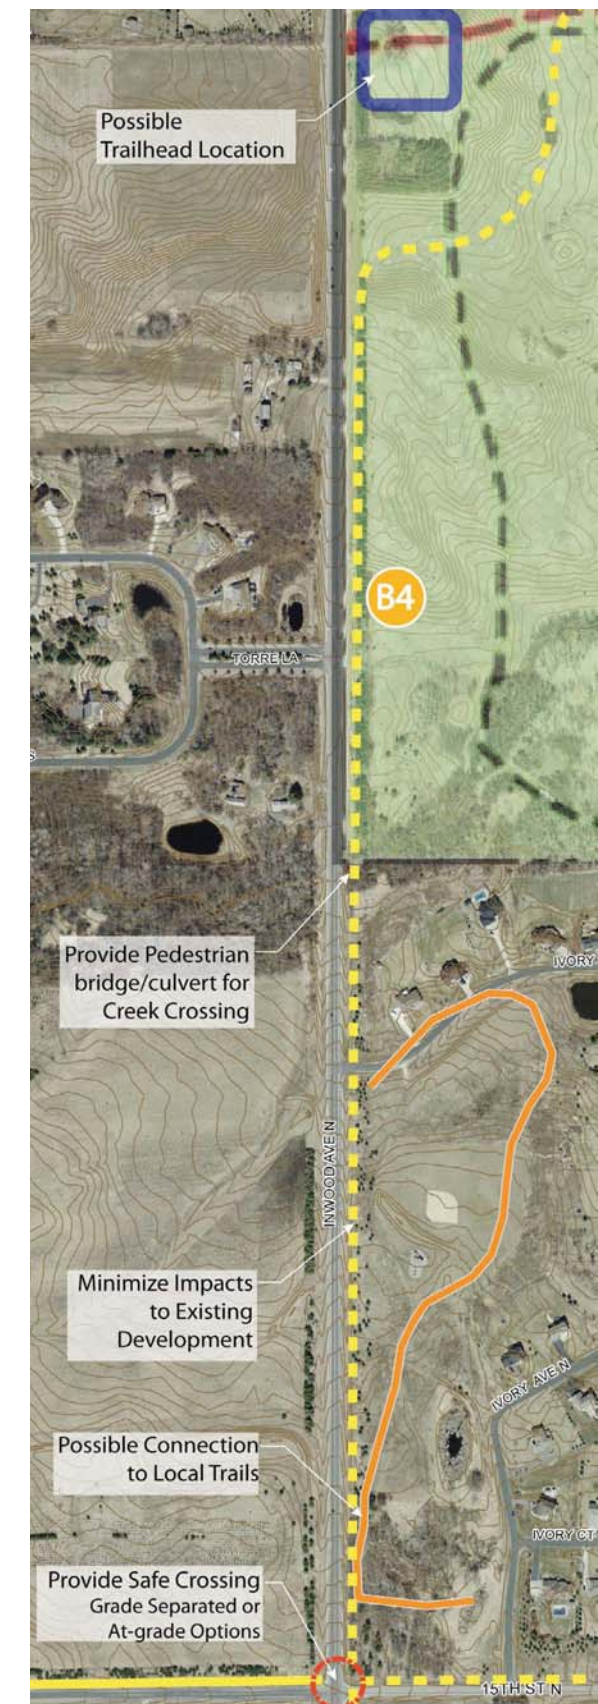 Possible
Trailhead Location
B4
TORRE LA
S
Provide Pedestrian
bridge/culvert for
Creek Crossing
IVORY
INWOOD AVE N
Minimize Impacts
to Existing
Development
IVORY AVE N
Possible Connection
to Local Trails
IVORY CT
Provide Safe Crossing
Grade Separated or
At-grade Options
15TH ST N